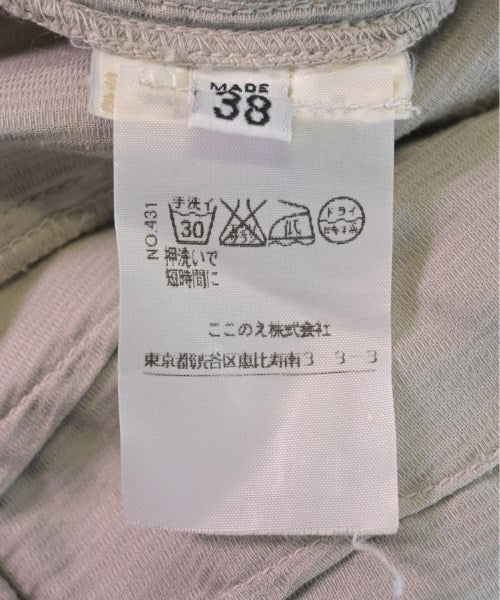 MADE
38
NO.431
手洗イ
30
低
ドライ
押洗いで
短時間に
ここのえ株式会社
東京都渋谷区恵比寿南3-3-3